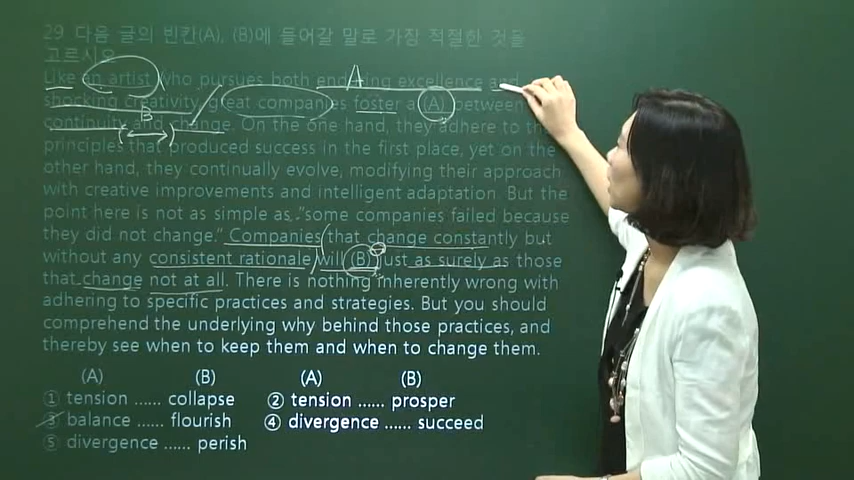 29 다음 글의 빈칸(A), (B)에 들어갈 말로 가장 적절한 것을
고르시오.
Like an artist who pursues both enduring excellence and
shocking creativity, great companies foster a (A) between
continuity and change. On the one hand, they adhere to the
principles that produced success in the first place, yet on the
other hand, they continually evolve, modifying their approach
with creative improvements and intelligent adaptation. But the
point here is not as simple as "some companies failed because
they did not change." Companies that change constantly but
without any consistent rationale will (B) just as surely as those
that change not at all. There is nothing inherently wrong with
adhering to specific practices and strategies. But you should
comprehend the underlying why behind those practices, and
thereby see when to keep them and when to change them.
(A) (B) (A) (B)
① tension ...... collapse ② tension ...... prosper
③ balance ...... flourish ④ divergence ...... succeed
⑤ divergence ...... perish
A
B